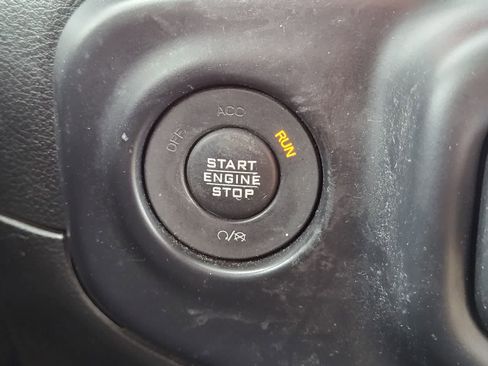 ACC
OFF
RUN
START
ENGINE
STOP